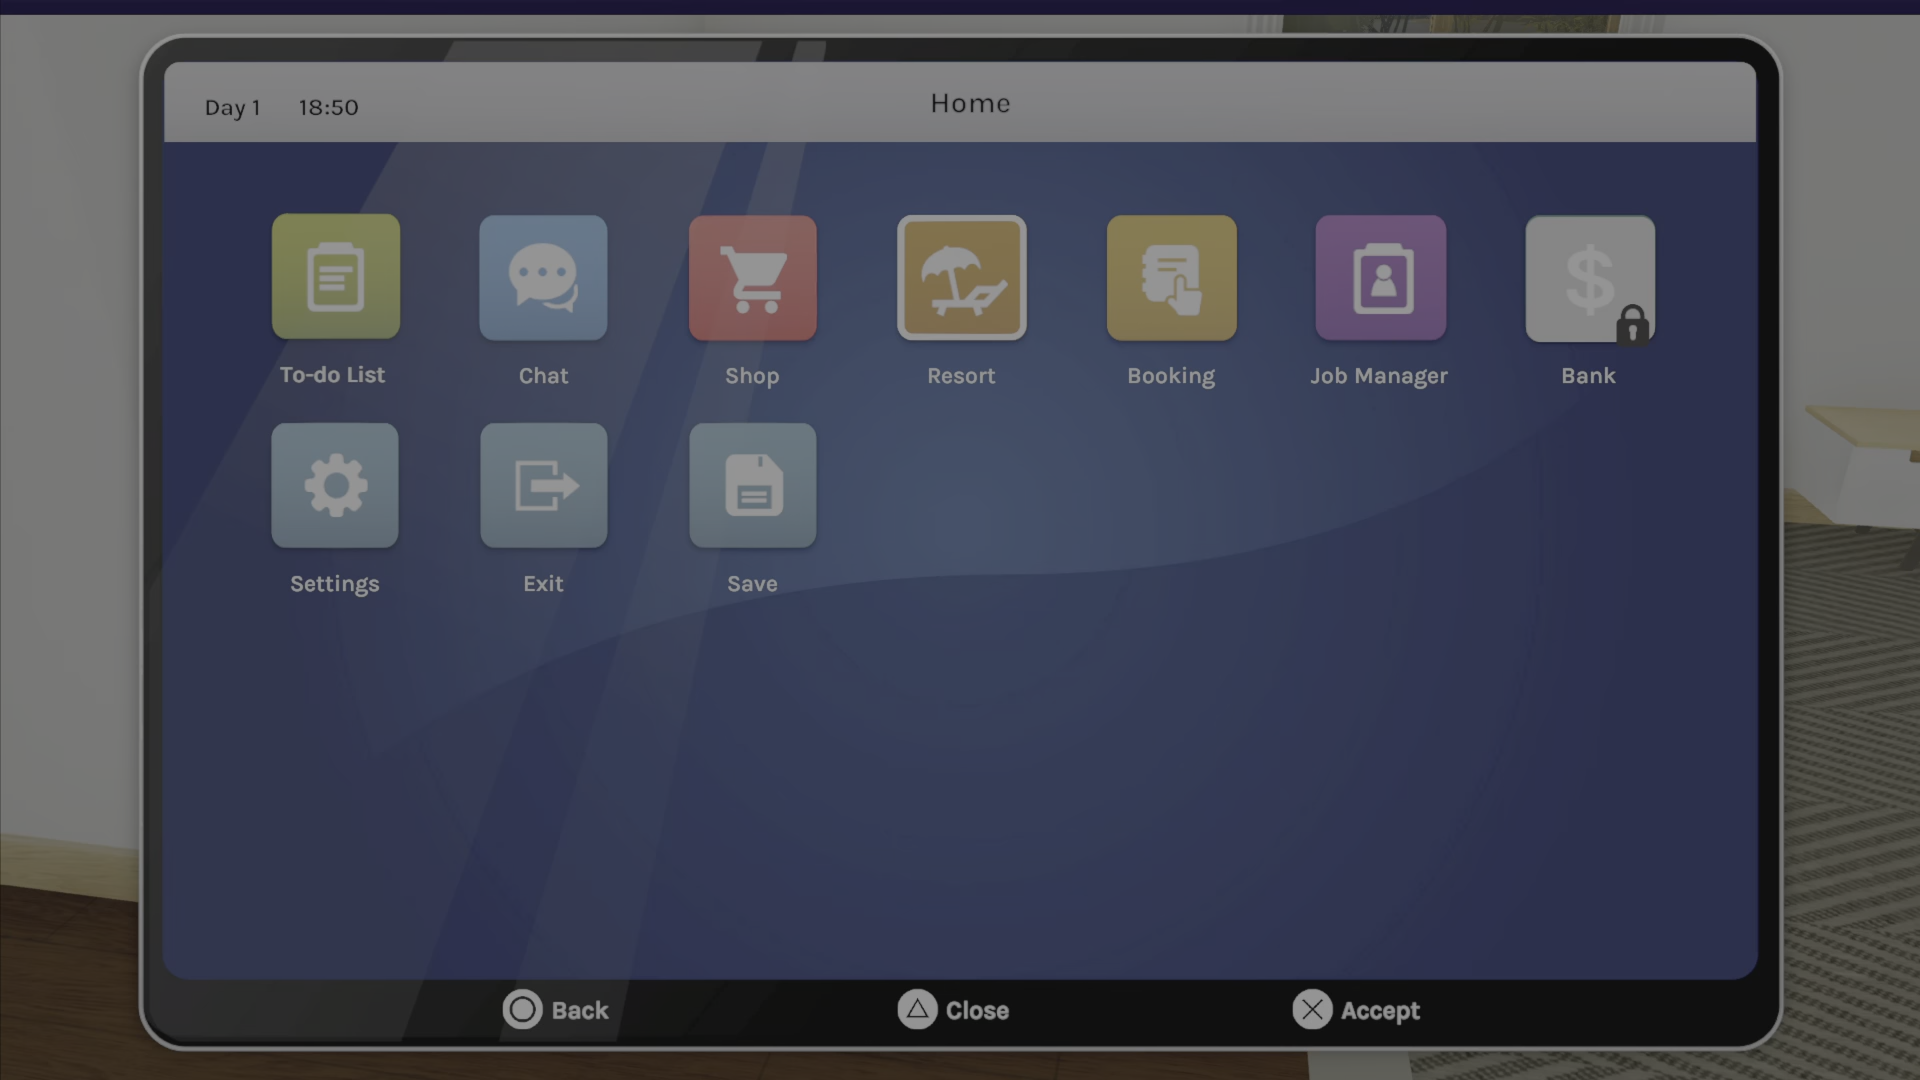 Day 1 18:50 Home
To-do List Chat Shop Resort Booking Job Manager Bank
Settings Exit Save
Back Close Accept